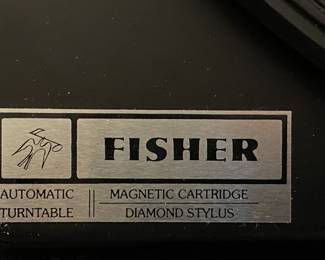 FISHER
AUTOMATIC TURNTABLE
MAGNETIC CARTRIDGE
DIAMOND STYLUS